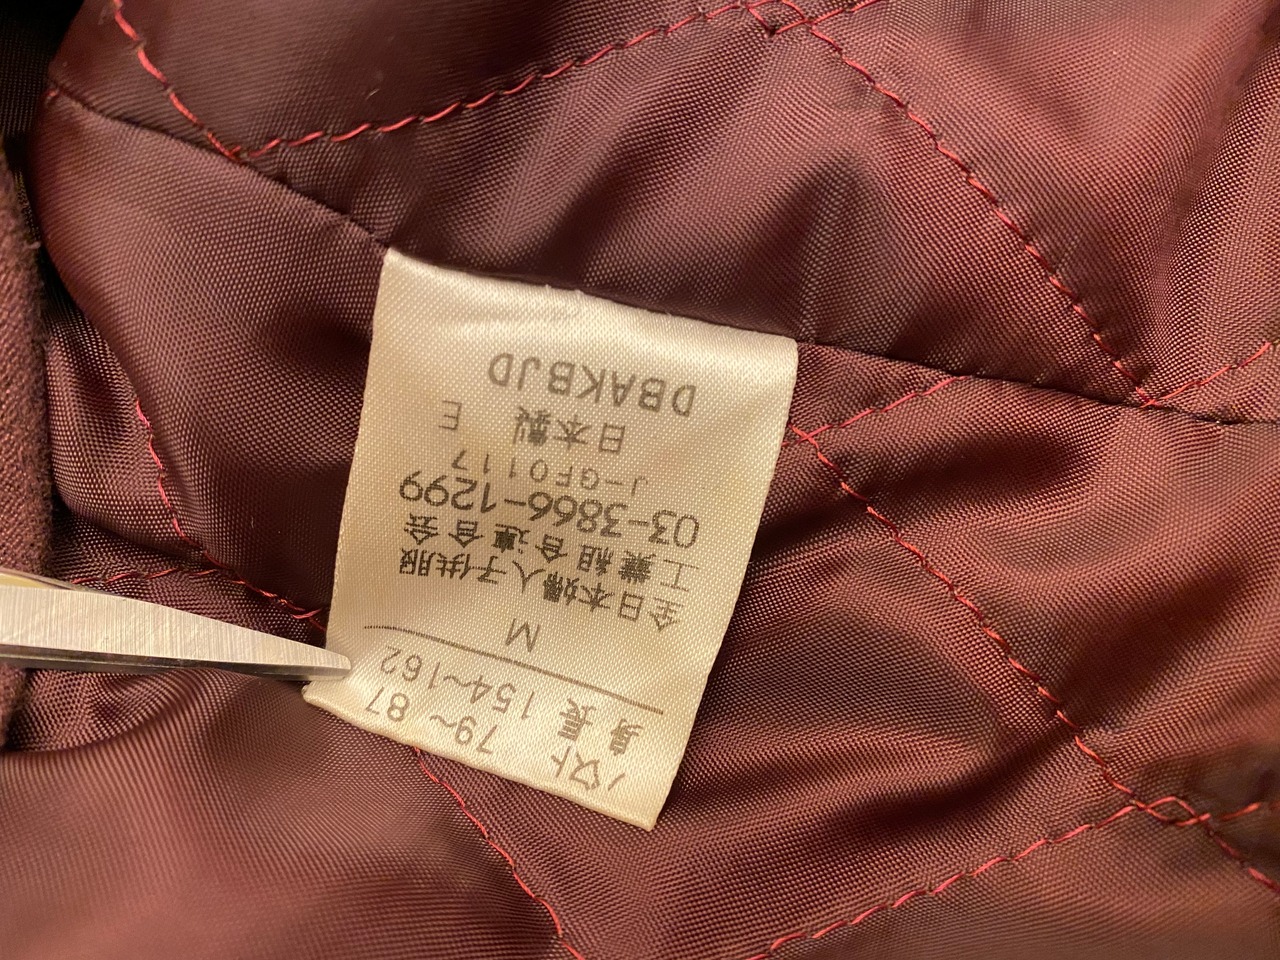 バスト 79~87
身長 154~162
M
全日本婦人子供服
工業組合連合会
03-3866-1299
J-GF0117
日本製 E
DBAKBJD